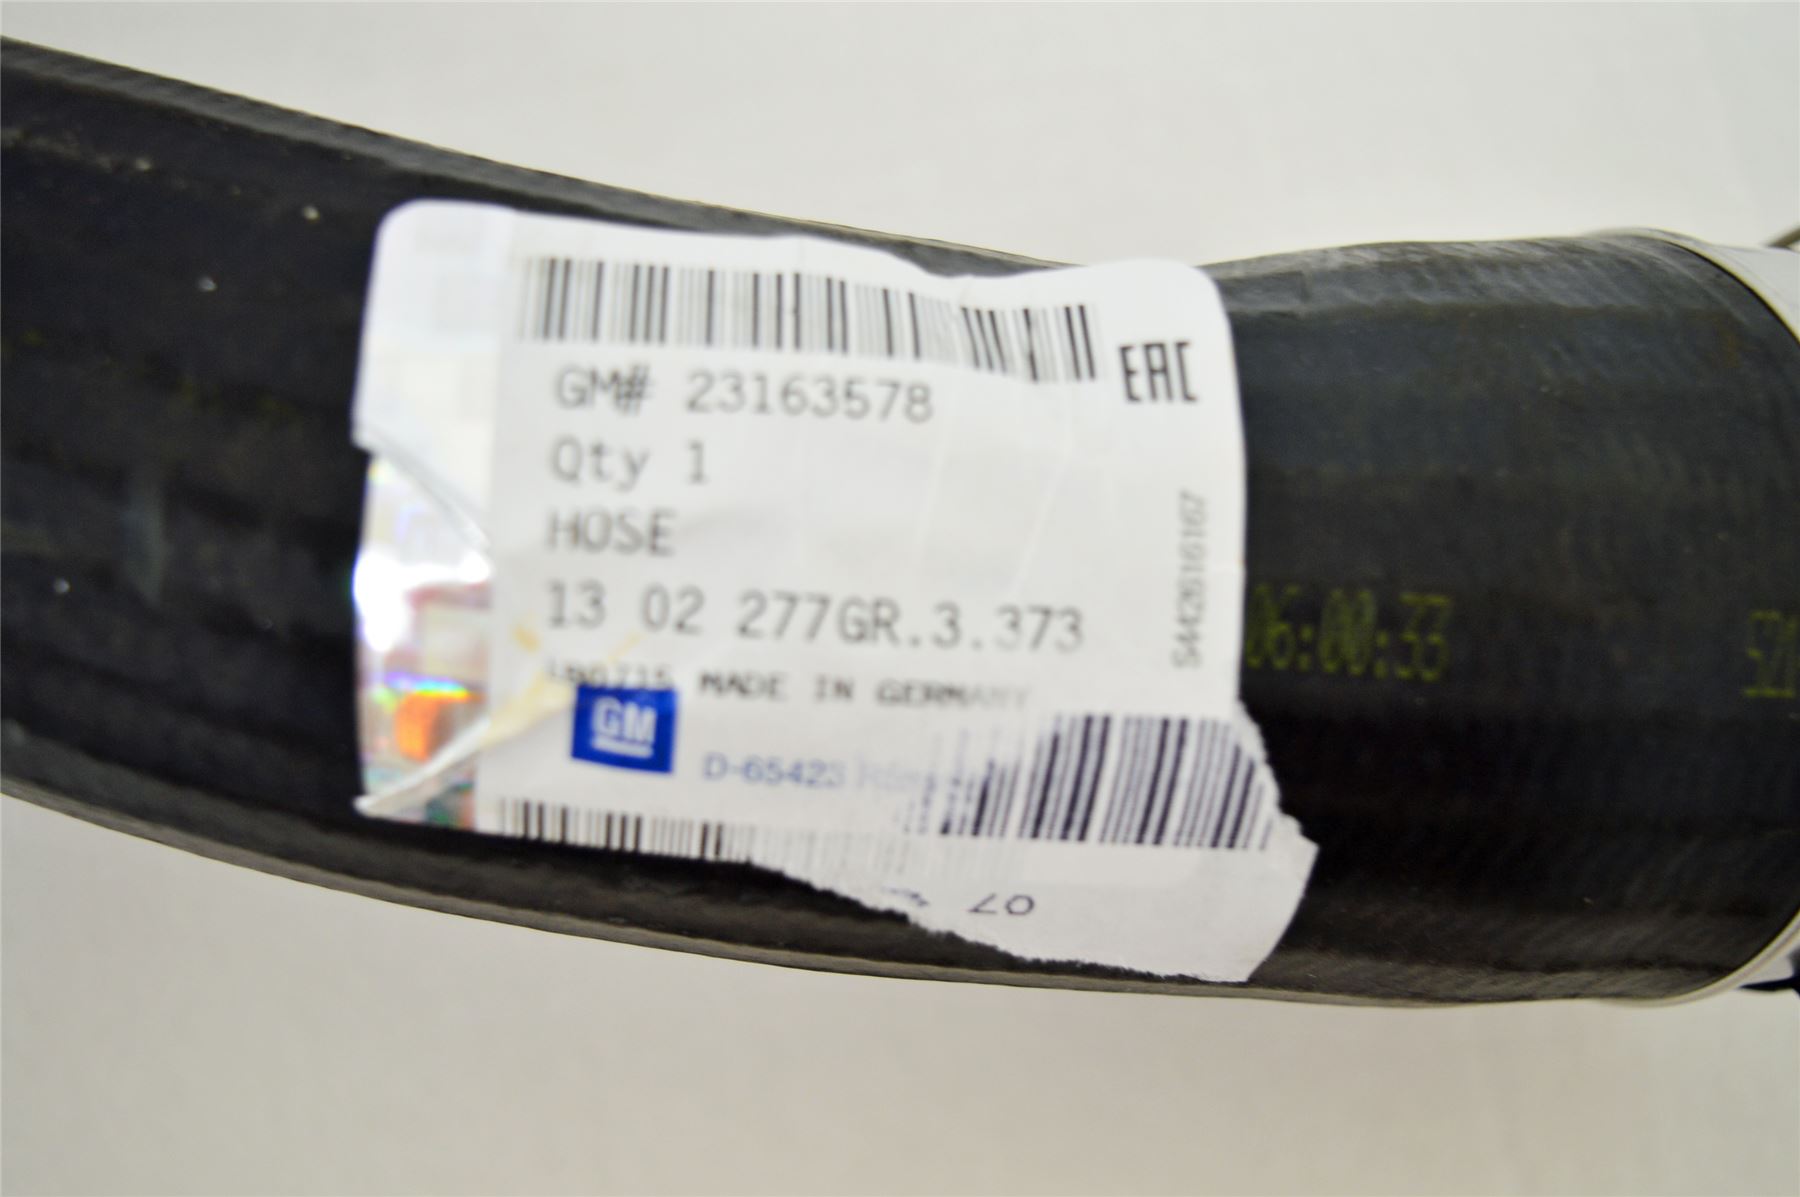 GM# 23163578
EAC
Qty 1
HOSE
13 02 277GR.3.373
MADE IN GERMANY
GM
D-65423
06:00:33